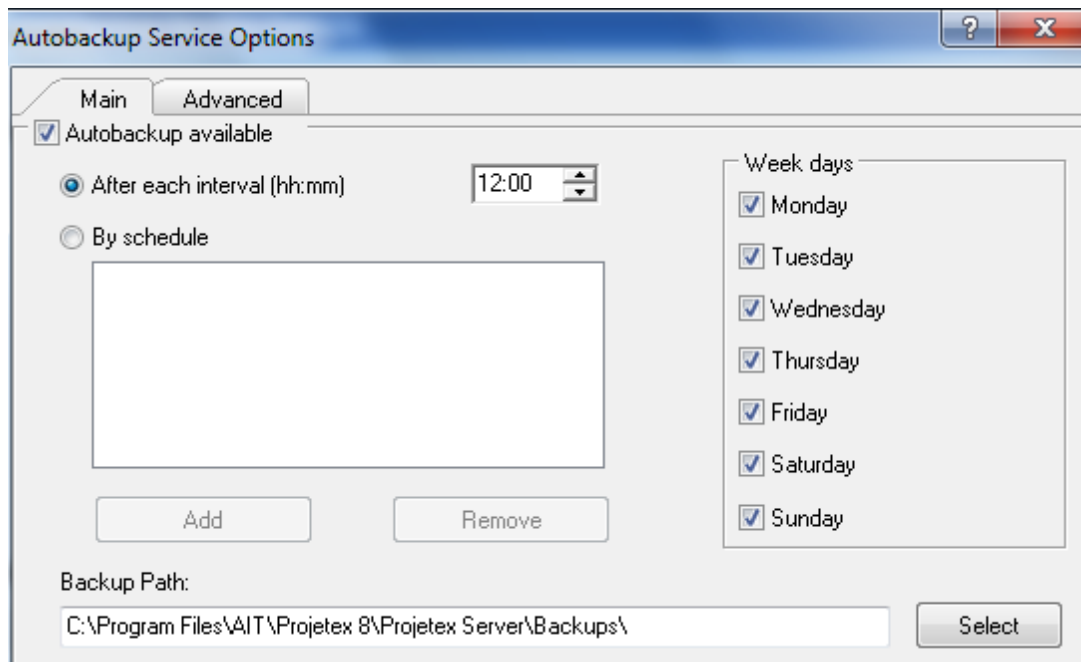 Autobackup Service Options
?
Main Advanced
Autobackup available
After each interval (hh:mm) 12:00
By schedule
Add Remove
Week days
Monday
Tuesday
Wednesday
Thursday
Friday
Saturday
Sunday
Backup Path:
C:\Program Files\AIT\Projetex 8\Projetex Server\Backups\ Select